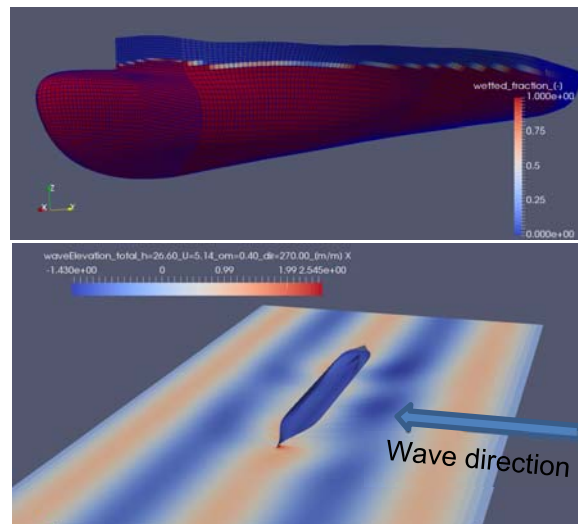 wetted_fraction_(-)
1.000e+00
0.75
0.5
0.25
0.000e+00
Z
X
Y
waveElevation_total_h=26.60_U=5.14_om=0.40_dir=270.00_(m/m) X
-1.430e+00 0 0.99 1.99 2.545e+00
Wave direction